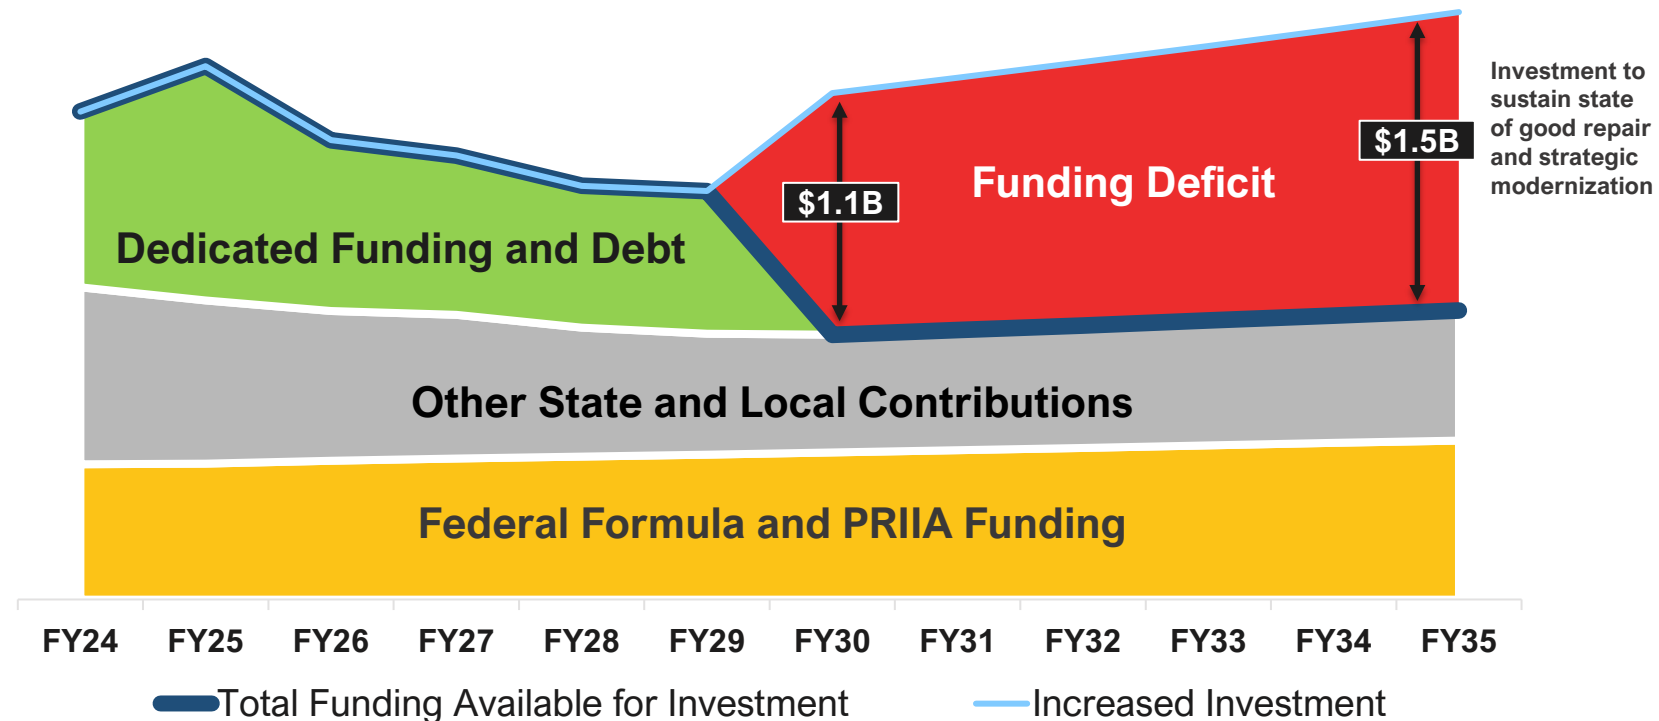 Investment to
sustain state
of good repair
and strategic
modernization
$1.5B
Funding Deficit
$1.1B
Dedicated Funding and Debt
Other State and Local Contributions
Federal Formula and PRIIA Funding
FY24 FY25 FY26 FY27 FY28 FY29 FY30 FY31 FY32 FY33 FY34 FY35
Total Funding Available for Investment Increased Investment